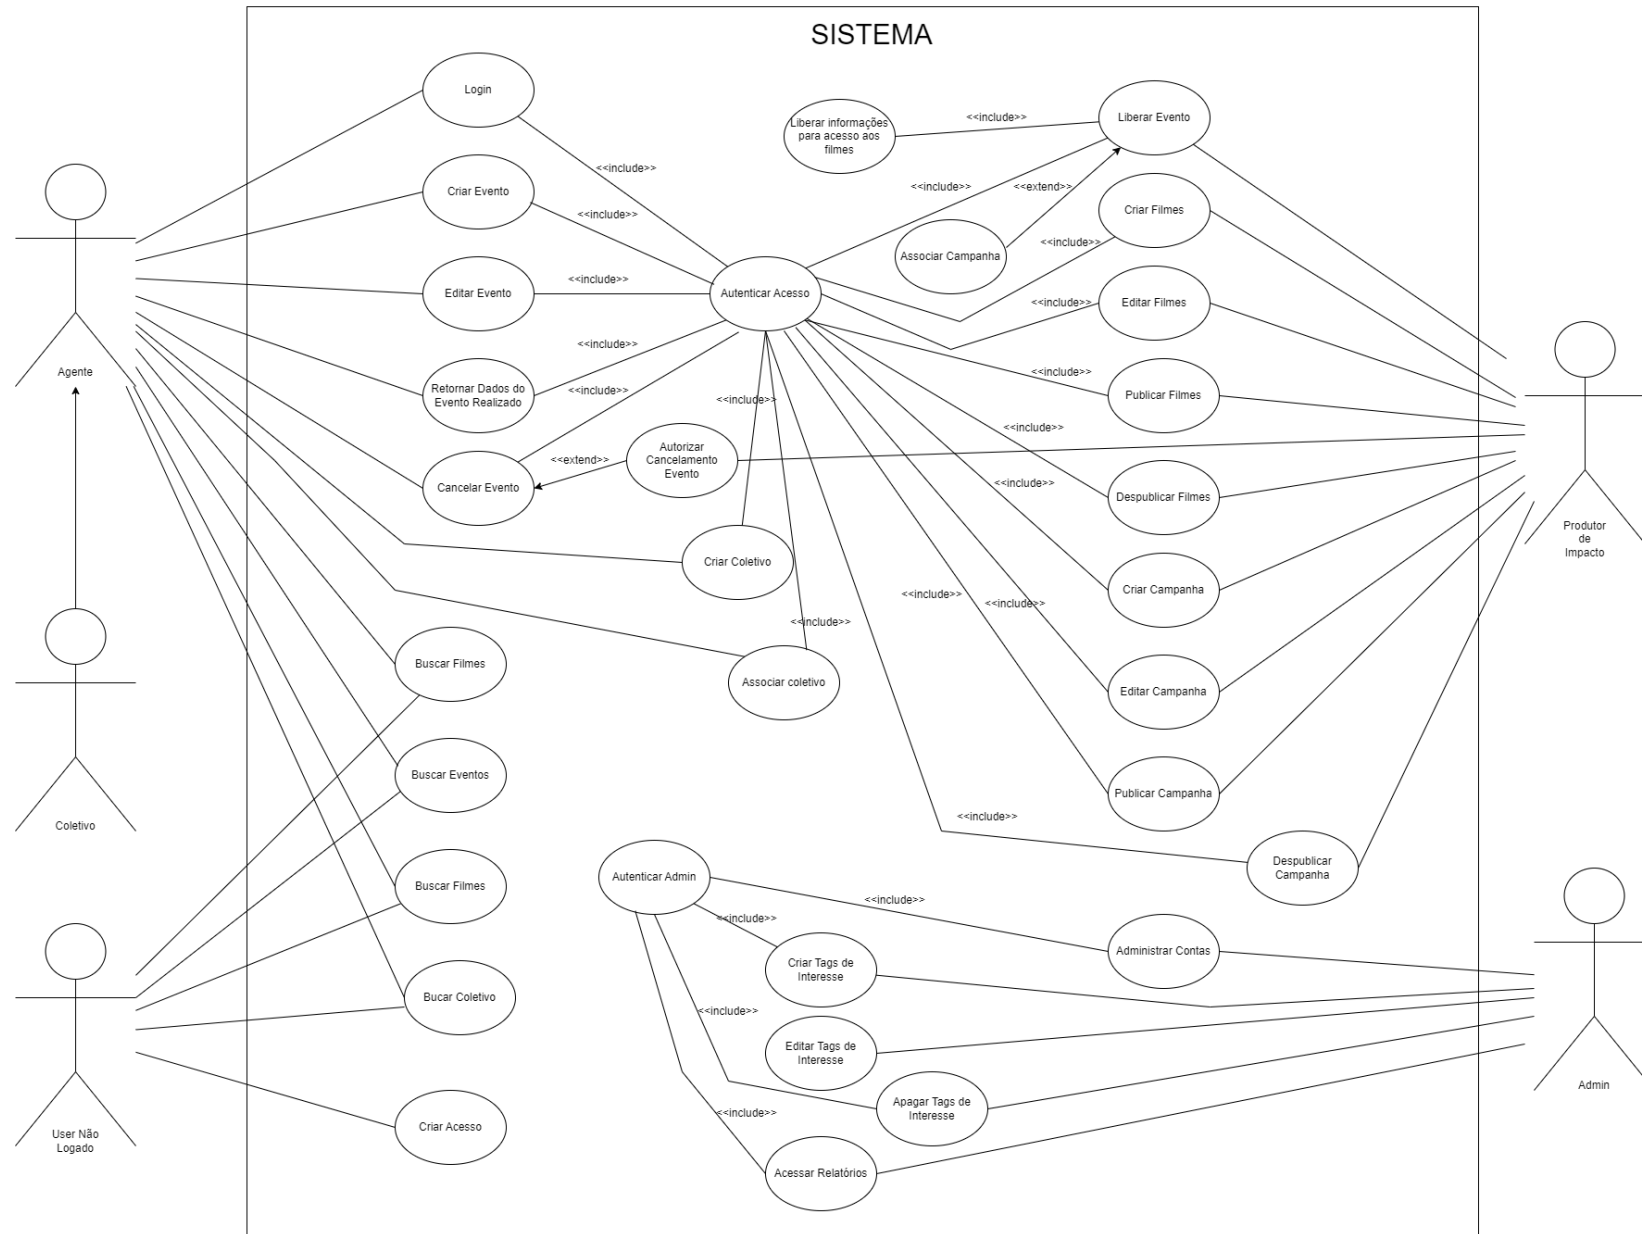 SISTEMA
Login
Liberar informações
para acesso aos
filmes
<<include>>
Liberar Evento
<<include>>
Criar Evento
<<include>>
<<include>>
<<extend>>
Criar Filmes
Associar Campanha
<<include>>
Editar Evento
<<include>>
Autenticar Acesso
<<include>>
Editar Filmes
Agente
<<include>>
Retornar Dados do
Evento Realizado
<<include>>
<<include>>
<<include>>
Publicar Filmes
Autorizar
Cancelamento
Evento
<<extend>>
<<include>>
Cancelar Evento
<<include>>
Despublicar Filmes
Produtor
de
Impacto
Criar Coletivo
Criar Campanha
<<include>>
<<include>>
<<include>>
Buscar Filmes
Associar coletivo
Editar Campanha
Buscar Eventos
Publicar Campanha
Coletivo
<<include>>
Despublicar
Campanha
Autenticar Admin
Buscar Filmes
<<include>>
<<include>>
Administrar Contas
Criar Tags de
Interesse
Bucar Coletivo
<<include>>
Editar Tags de
Interesse
Admin
Apagar Tags de
Interesse
<<include>>
Criar Acesso
User Não
Logado
Acessar Relatórios